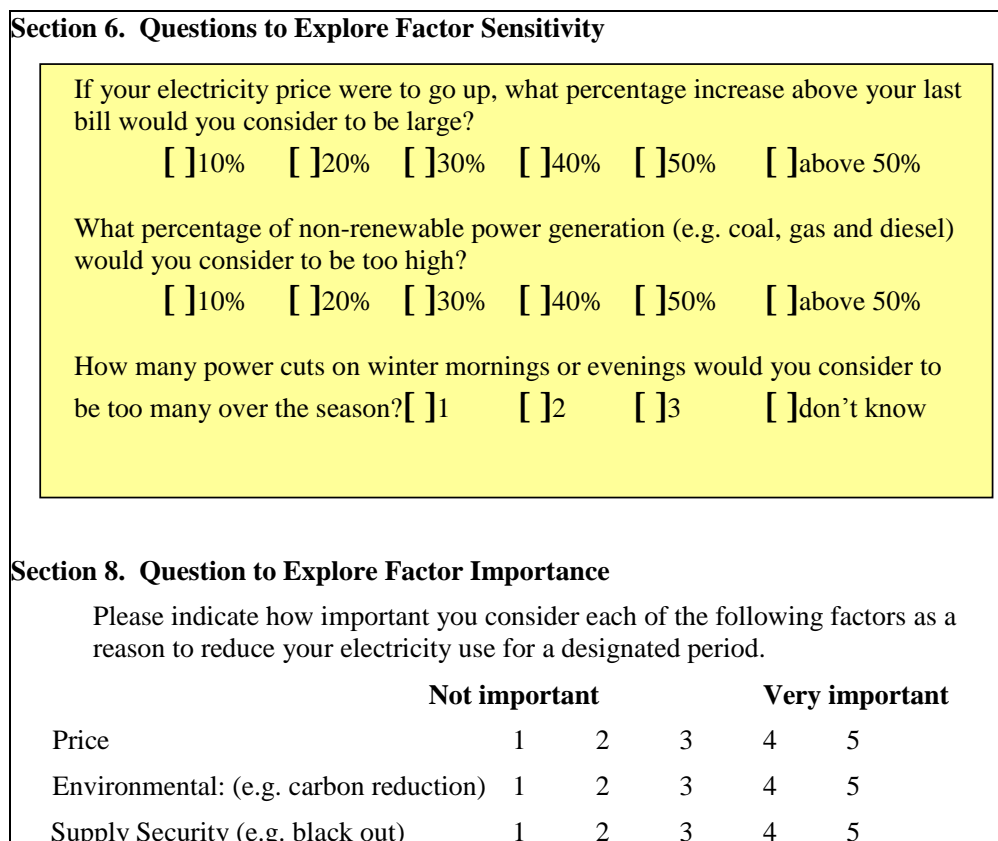 Section 6.  Questions to Explore Factor Sensitivity
If your electricity price were to go up, what percentage increase above your last
bill would you consider to be large?
[ ]10% [ ]20% [ ]30% [ ]40% [ ]50% [ ]above 50%
What percentage of non-renewable power generation (e.g. coal, gas and diesel)
would you consider to be too high?
[ ]10% [ ]20% [ ]30% [ ]40% [ ]50% [ ]above 50%
How many power cuts on winter mornings or evenings would you consider to
be too many over the season?[ ]1 [ ]2 [ ]3 [ ]don’t know
Section 8.  Question to Explore Factor Importance
Please indicate how important you consider each of the following factors as a
reason to reduce your electricity use for a designated period.
Not important Very important
Price 1 2 3 4 5
Environmental: (e.g. carbon reduction) 1 2 3 4 5
Supply Security (e.g. black out) 1 2 3 4 5